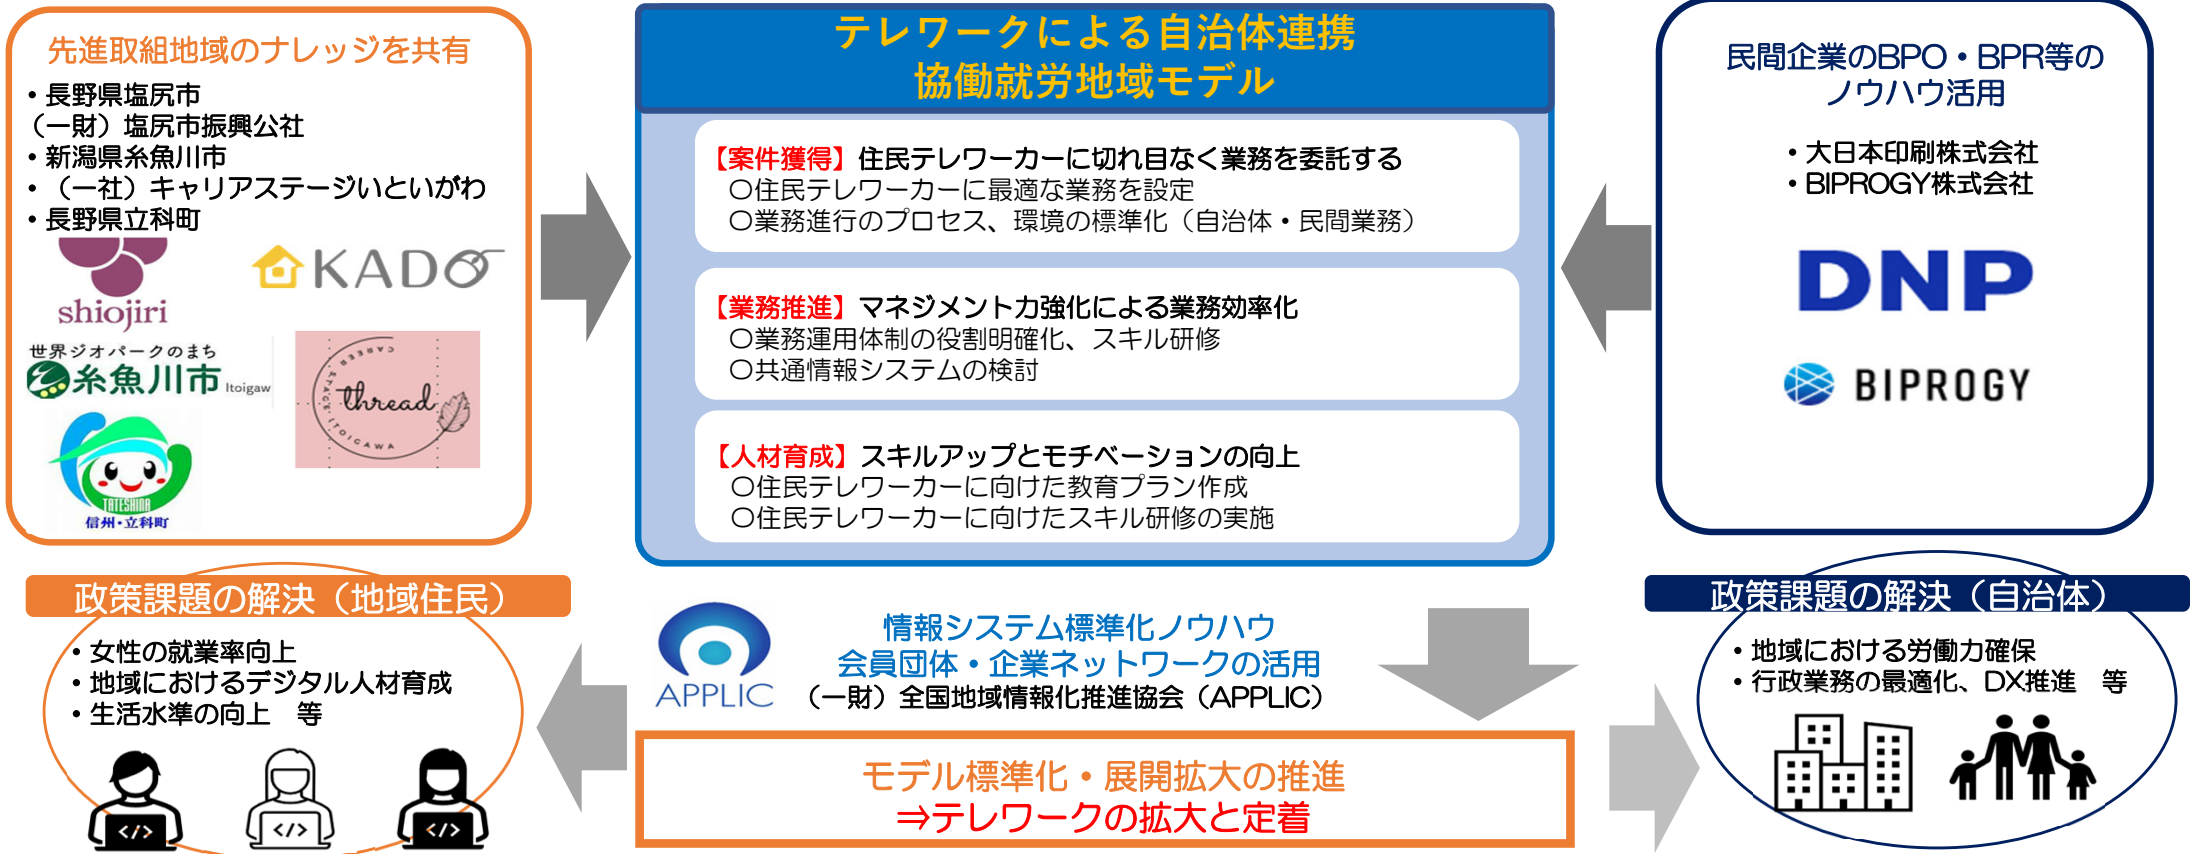 先進取組地域のナレッジを共有
・長野県塩尻市
（一財）塩尻市振興公社
・新潟県糸魚川市
・（一社）キャリアステージいといがわ
・長野県立科町
shiojiri
KADO
世界ジオパークのまち
糸魚川市 Itoigaw
CAREER STAGE ITOIGAWA
thread
TATESHINA
信州・立科町
テレワークによる自治体連携
協働就労地域モデル
【案件獲得】住民テレワーカーに切れ目なく業務を委託する
〇住民テレワーカーに最適な業務を設定
〇業務進行のプロセス、環境の標準化（自治体・民間業務）
【業務推進】マネジメント力強化による業務効率化
〇業務運用体制の役割明確化、スキル研修
〇共通情報システムの検討
【人材育成】スキルアップとモチベーションの向上
〇住民テレワーカーに向けた教育プラン作成
〇住民テレワーカーに向けたスキル研修の実施
民間企業のBPO・BPR等の
ノウハウ活用
・大日本印刷株式会社
・BIPROGY株式会社
DNP
BIPROGY
政策課題の解決（地域住民）
・女性の就業率向上
・地域におけるデジタル人材育成
・生活水準の向上　等
</>
</>
</>
APPLIC
情報システム標準化ノウハウ
会員団体・企業ネットワークの活用
（一財）全国地域情報化推進協会（APPLIC）
モデル標準化・展開拡大の推進
⇒テレワークの拡大と定着
政策課題の解決（自治体）
・地域における労働力確保
・行政業務の最適化、DX推進　等